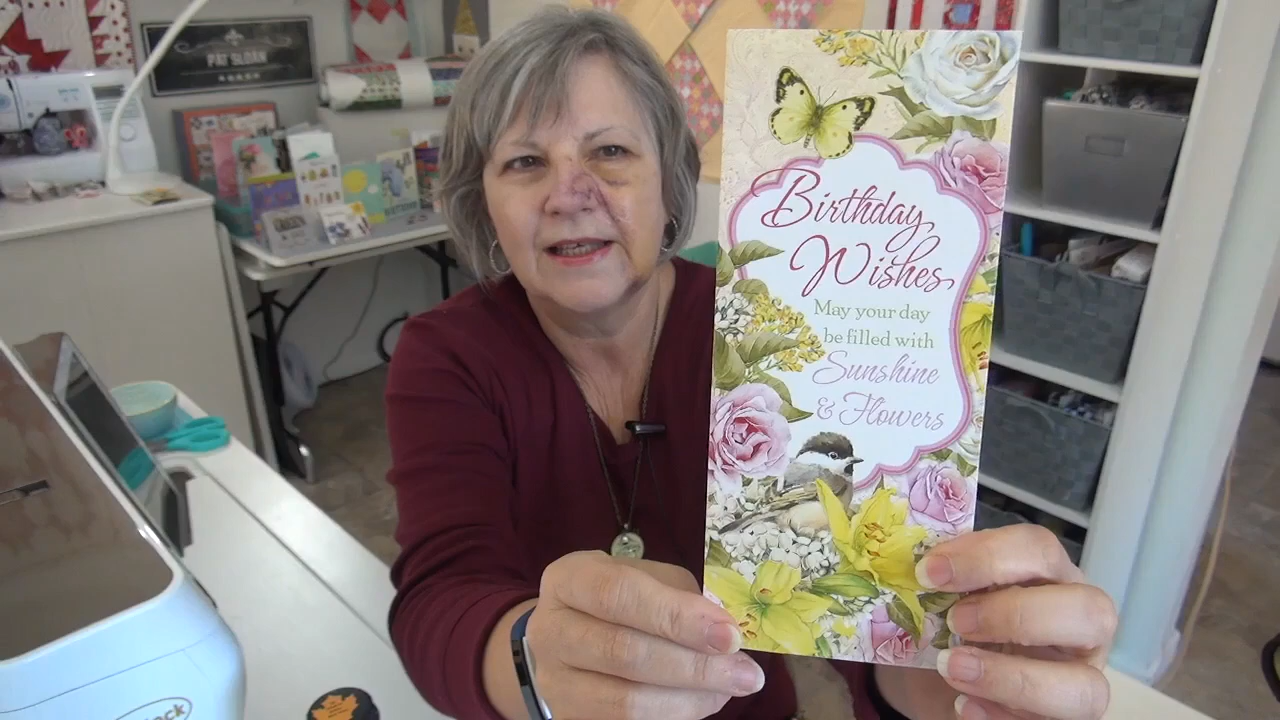 PAT SLOAN
Birthday
Wishes
May your day
be filled with
Sunshine
& Flowers